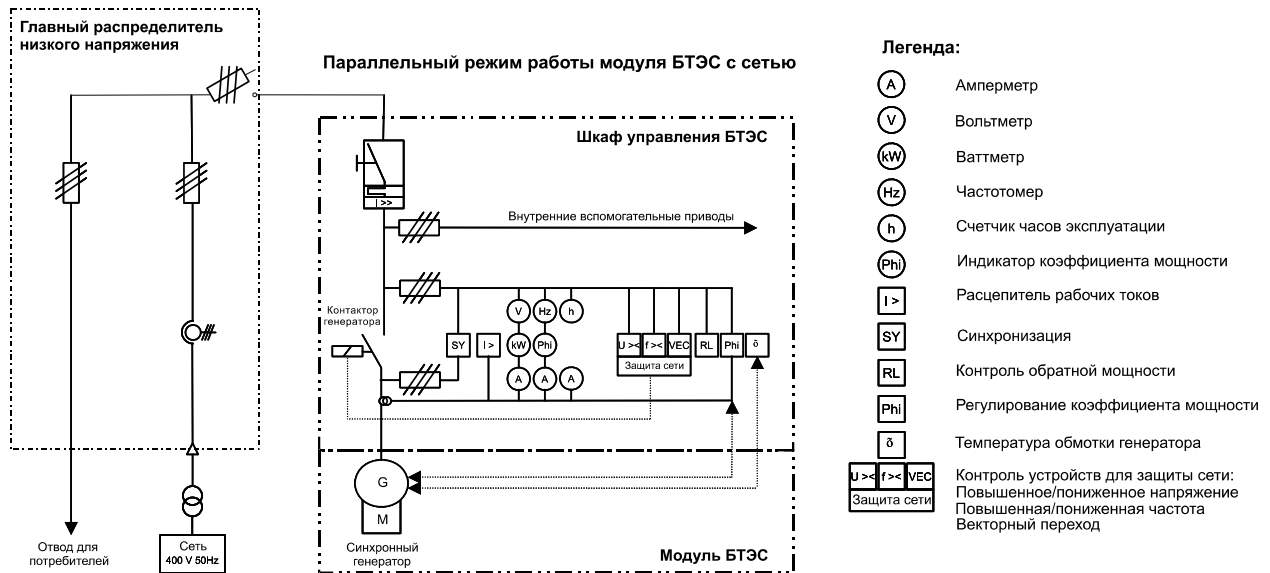 Главный распределитель
низкого напряжения
Параллельный режим работы модуля БТЭС с сетью
Шкаф управления БТЭС
I >>
Внутренние вспомогательные приводы
Контактор
генератора
V Hz h
SY I > kW Phi U >< f >< VEC RL Phi δ
Защита сети
A A A
G
M
Синхронный
генератор
Модуль БТЭС
Отвод для
потребителей
Сеть
400 V 50Hz
Легенда:
A Амперметр
V Вольтметр
kW Ваттметр
Hz Частотомер
h Счетчик часов эксплуатации
Phi Индикатор коэффициента мощности
I > Расцепитель рабочих токов
SY Синхронизация
RL Контроль обратной мощности
Phi Регулирование коэффициента мощности
δ Температура обмотки генератора
U >< f >< VEC Контроль устройств для защиты сети:
Защита сети Повышенное/пониженное напряжение
Повышенная/пониженная частота
Векторный переход